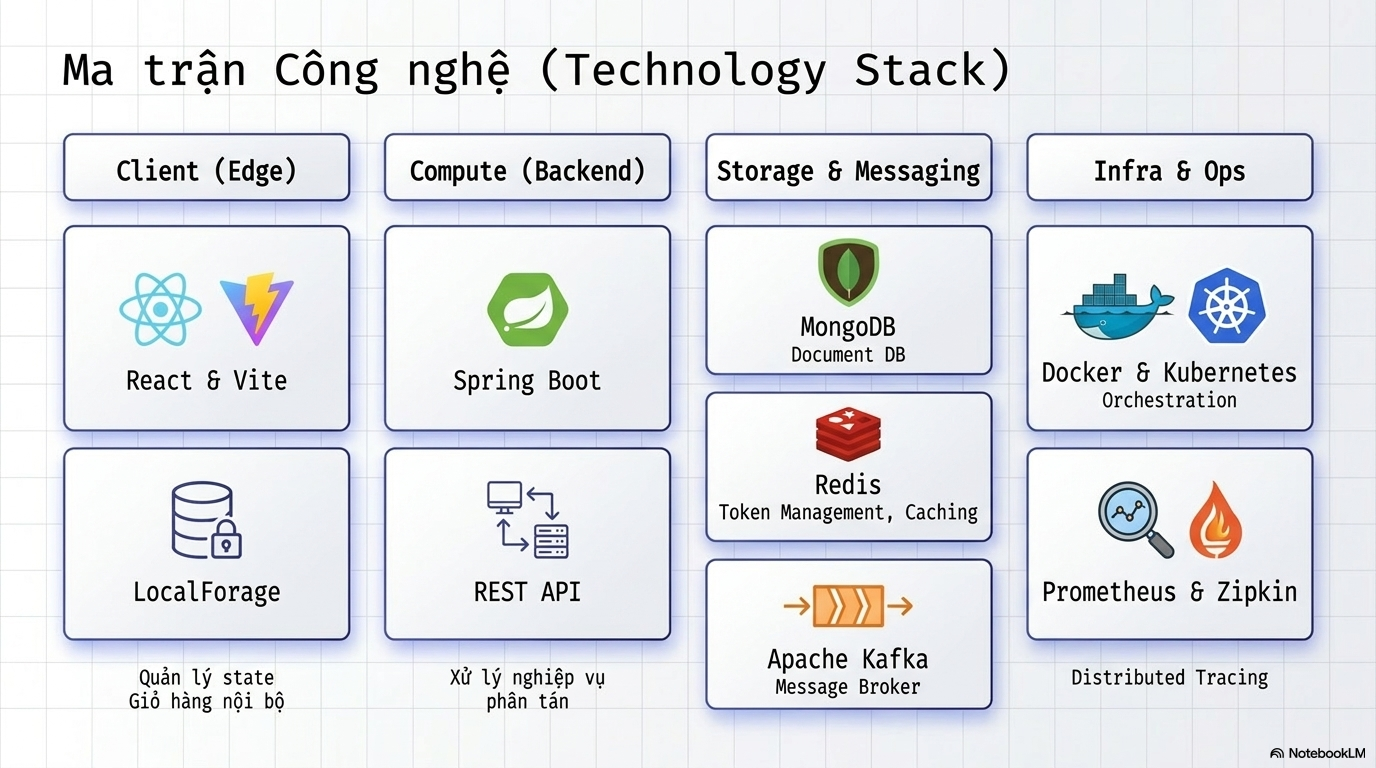 Ma trận Công nghệ (Technology Stack)
Client (Edge)
React & Vite
LocalForage
Quản lý state
Giỏ hàng nội bộ
Compute (Backend)
Spring Boot
REST API
Xử lý nghiệp vụ
phân tán
Storage & Messaging
MongoDB
Document DB
Redis
Token Management, Caching
Apache Kafka
Message Broker
Infra & Ops
Docker & Kubernetes
Orchestration
Prometheus & Zipkin
Distributed Tracing
NotebookLM